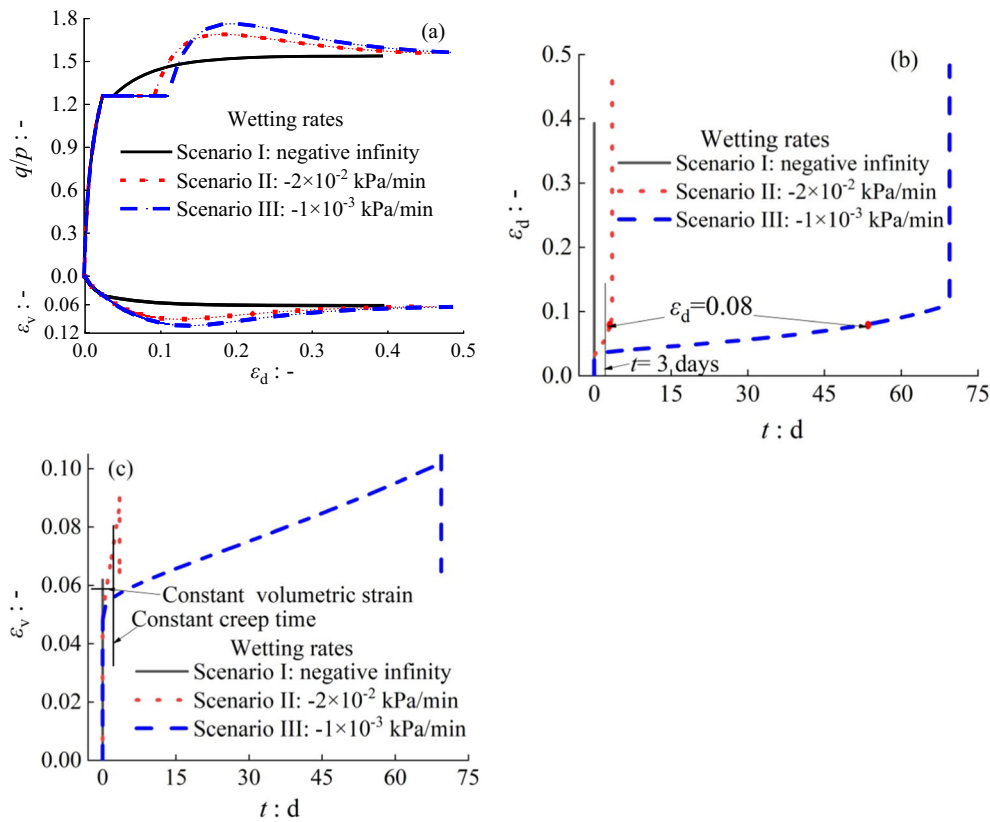 (a)
1.8
1.5
1.2
0.9
0.6
0.3
0.0
0.06
0.12
q/p : -
εv : -
Wetting rates
Scenario I: negative infinity
Scenario II: -2×10⁻² kPa/min
Scenario III: -1×10⁻³ kPa/min
0.0 0.1 0.2 0.3 0.4 0.5
εd : -
(b)
0.5
0.4
0.3
0.2
0.1
0.0
εd : -
Wetting rates
Scenario I: negative infinity
Scenario II: -2×10⁻² kPa/min
Scenario III: -1×10⁻³ kPa/min
εd=0.08
t= 3 days
0 15 30 45 60 75
t : d
(c)
0.10
0.08
0.06
0.04
0.02
0.00
εv : -
Constant volumetric strain
Constant creep time
Wetting rates
Scenario I: negative infinity
Scenario II: -2×10⁻² kPa/min
Scenario III: -1×10⁻³ kPa/min
0 15 30 45 60 75
t : d